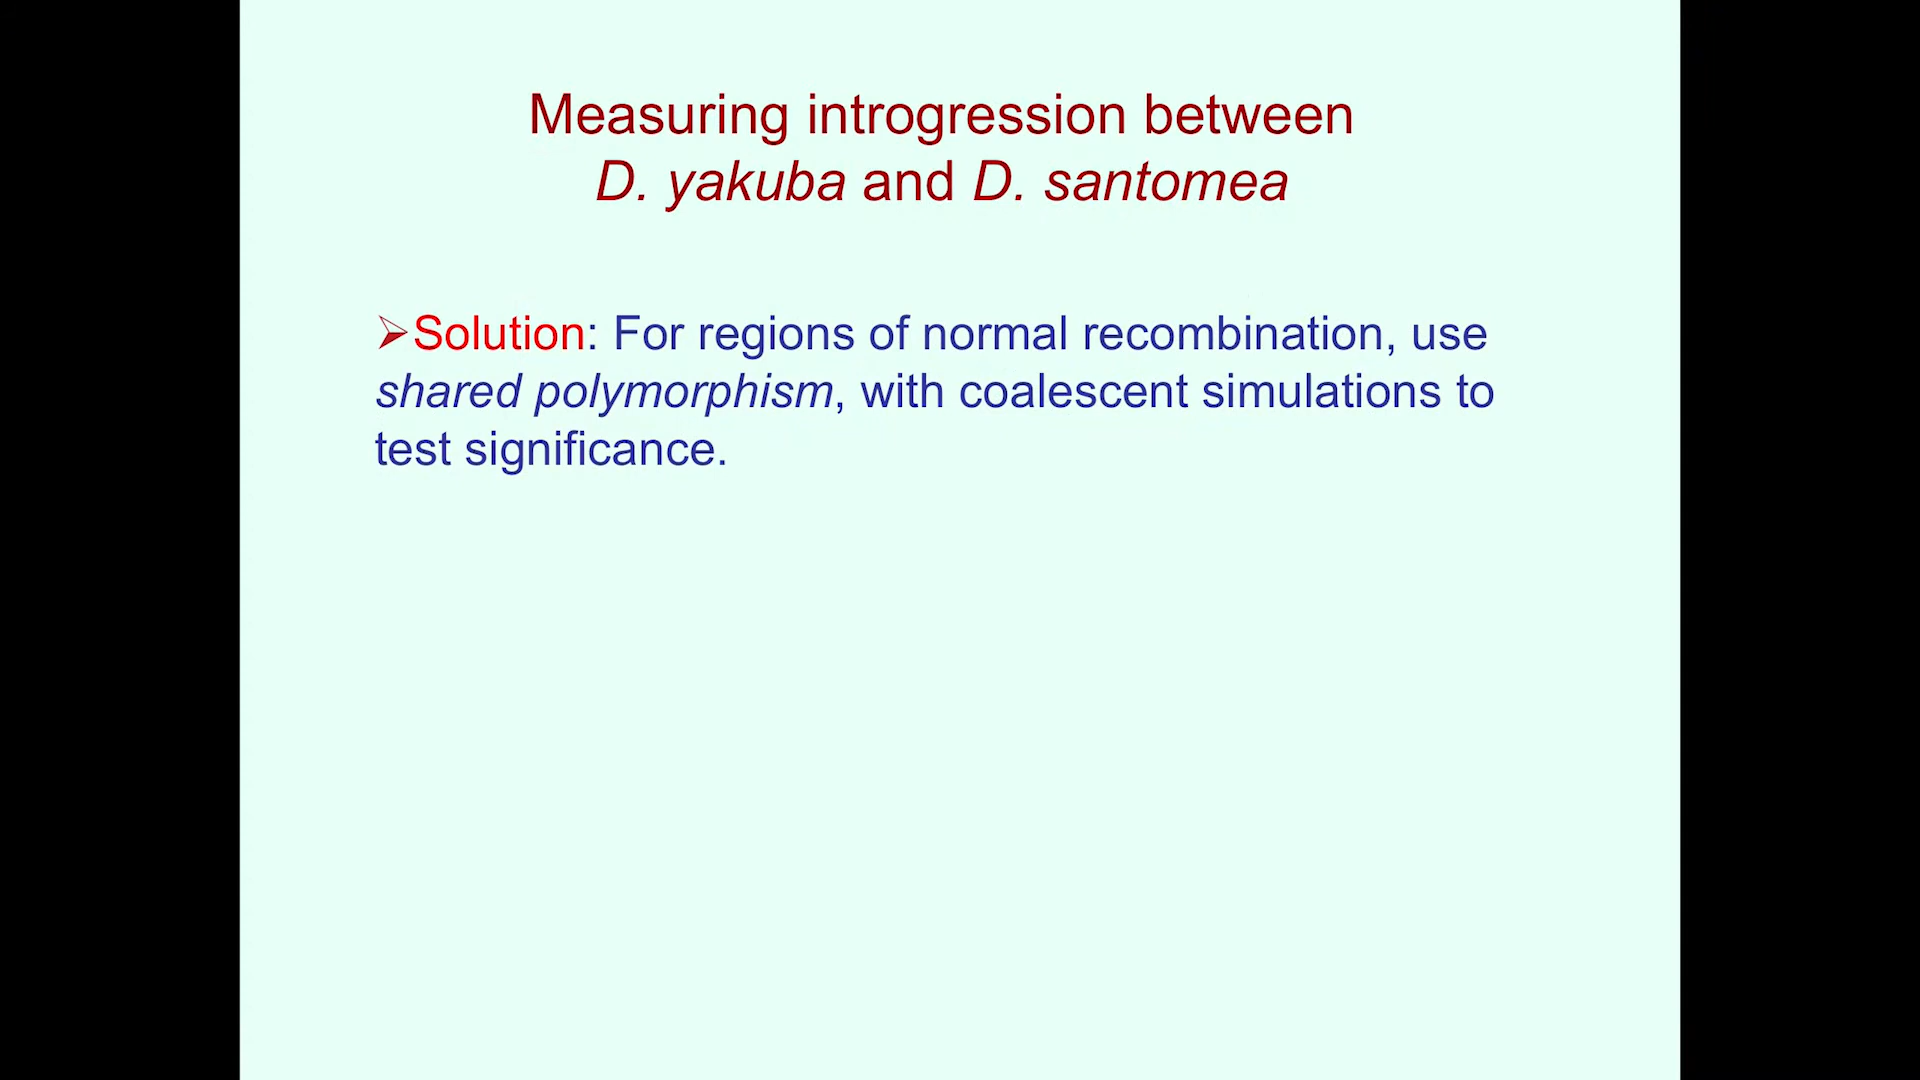 Measuring introgression between
D. yakuba and D. santomea
➢Solution: For regions of normal recombination, use
shared polymorphism, with coalescent simulations to
test significance.